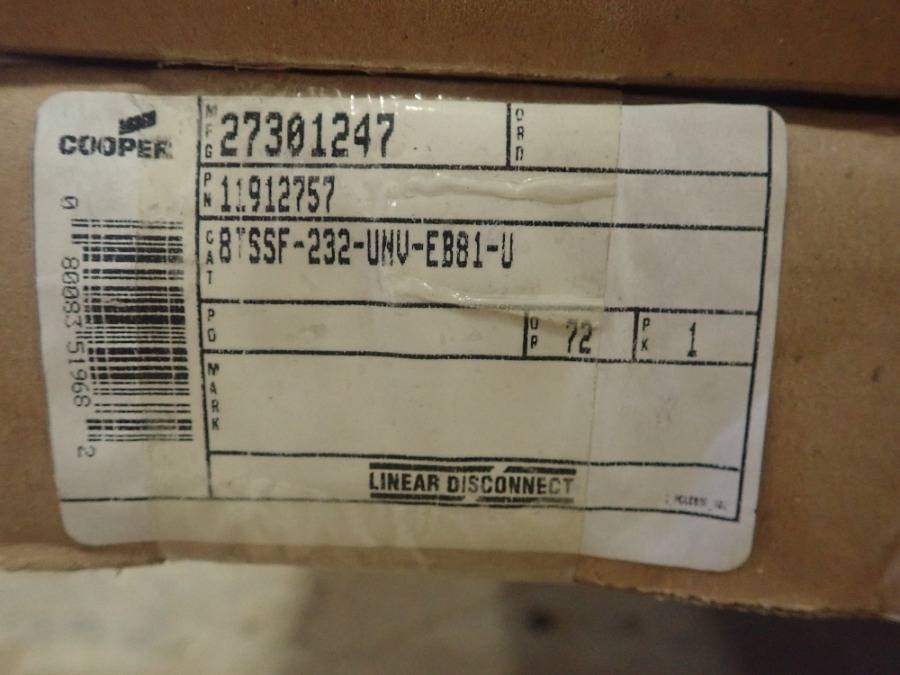 COOPER
MFG 27301247
ORD
PN 11912757
CAT 8TSSF-232-UNV-EB81-U
PO
OR 72
PK 1
MARK
LINEAR DISCONNECT
0 80083 51968 2